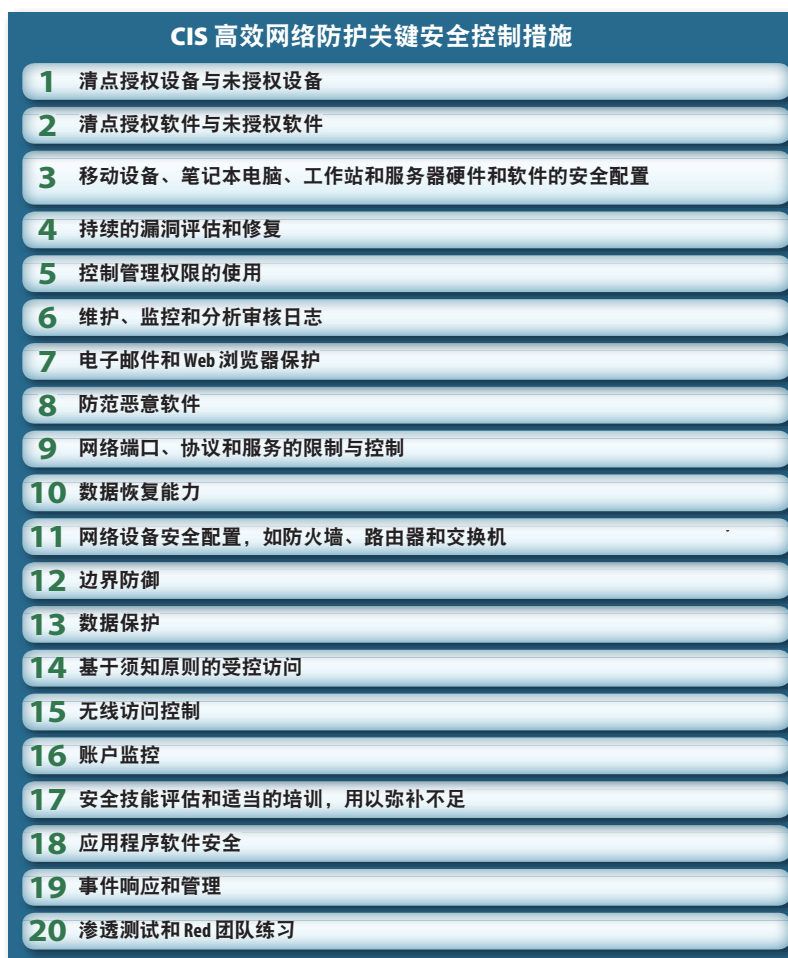 CIS 高效网络防护关键安全控制措施
1 清点授权设备与未授权设备
2 清点授权软件与未授权软件
3 移动设备、笔记本电脑、工作站和服务器硬件和软件的安全配置
4 持续的漏洞评估和修复
5 控制管理权限的使用
6 维护、监控和分析审核日志
7 电子邮件和 Web 浏览器保护
8 防范恶意软件
9 网络端口、协议和服务的限制与控制
10 数据恢复能力
11 网络设备安全配置，如防火墙、路由器和交换机
12 边界防御
13 数据保护
14 基于须知原则的受控访问
15 无线访问控制
16 账户监控
17 安全技能评估和适当的培训，用以弥补不足
18 应用程序软件安全
19 事件响应和管理
20 渗透测试和 Red 团队练习